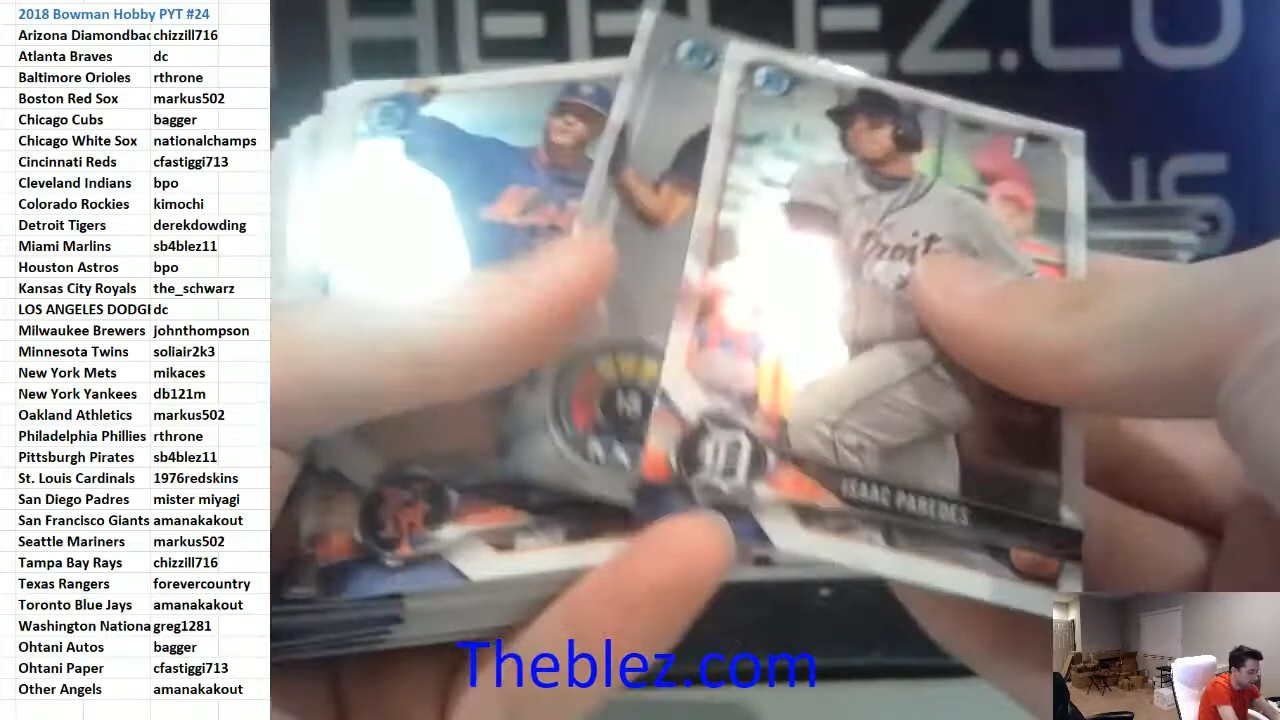 2018 Bowman Hobby PYT #24
Arizona Diamondbac chizzill716
Atlanta Braves dc
Baltimore Orioles rthrone
Boston Red Sox markus502
Chicago Cubs bagger
Chicago White Sox nationalchamps
Cincinnati Reds cfastiggi713
Cleveland Indians bpo
Colorado Rockies kimochi
Detroit Tigers derekdowding
Miami Marlins sb4blez11
Houston Astros bpo
Kansas City Royals the_schwarz
LOS ANGELES DODGE dc
Milwaukee Brewers johnthompson
Minnesota Twins soliair2k3
New York Mets mikaces
New York Yankees db121m
Oakland Athletics markus502
Philadelphia Phillies rthrone
Pittsburgh Pirates sb4blez11
St. Louis Cardinals 1976redskins
San Diego Padres mister miyagi
San Francisco Giants amanakakout
Seattle Mariners markus502
Tampa Bay Rays chizzill716
Texas Rangers forevercountry
Toronto Blue Jays amanakakout
Washington Nationa greg1281
Ohtani Autos bagger
Ohtani Paper cfastiggi713
Other Angels amanakakout
HEBLEZ.CO
NS
D
ISAAC PAREDES
Theblez.com